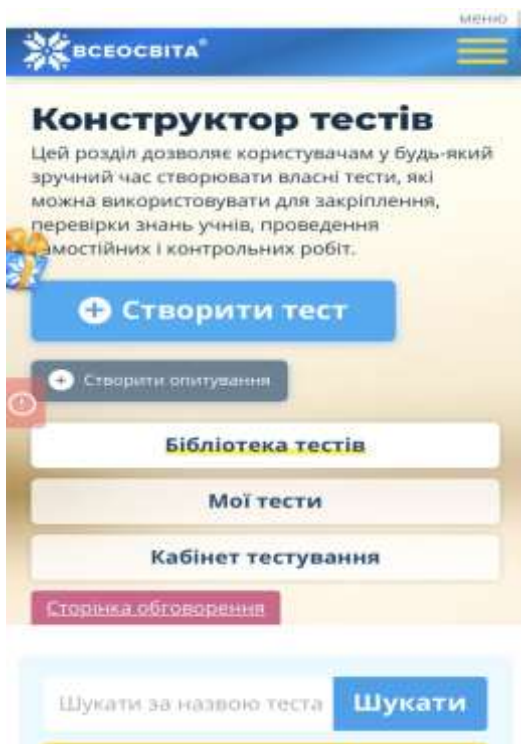 меню
ВСЕОСВІТА®
Конструктор тестів
Цей розділ дозволяє користувачам у будь-який
зручний час створювати власні тести, які
можна використовувати для закріплення,
перевірки знань учнів, проведення
самостійних і контрольних робіт.
Створити тест
Створити опитування
Бібліотека тестів
Мої тести
Кабінет тестування
Сторінка обговорення
Шукати за назвою теста
Шукати